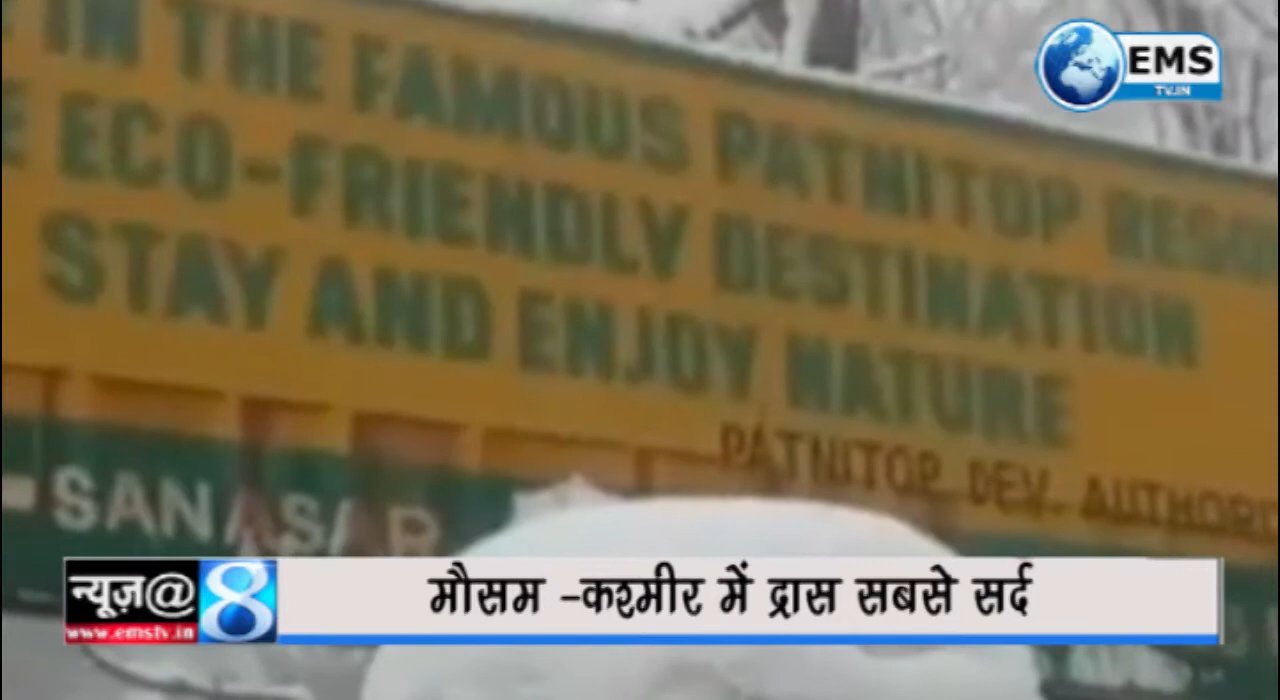 IN THE FAMOUS PATNITOP
ECO-FRIENDLY DESTINATION
STAY AND ENJOY NATURE
PATNITOP DEV.
SANASAR
EMS
TV.IN
न्यूज़@8
www.emstv.in
मौसम -कश्मीर में द्रास सबसे सर्द